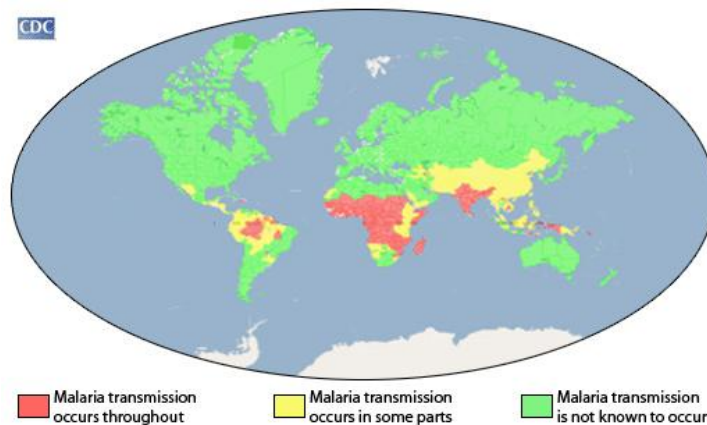 CDC
Malaria transmission
occurs throughout
Malaria transmission
occurs in some parts
Malaria transmission
is not known to occur